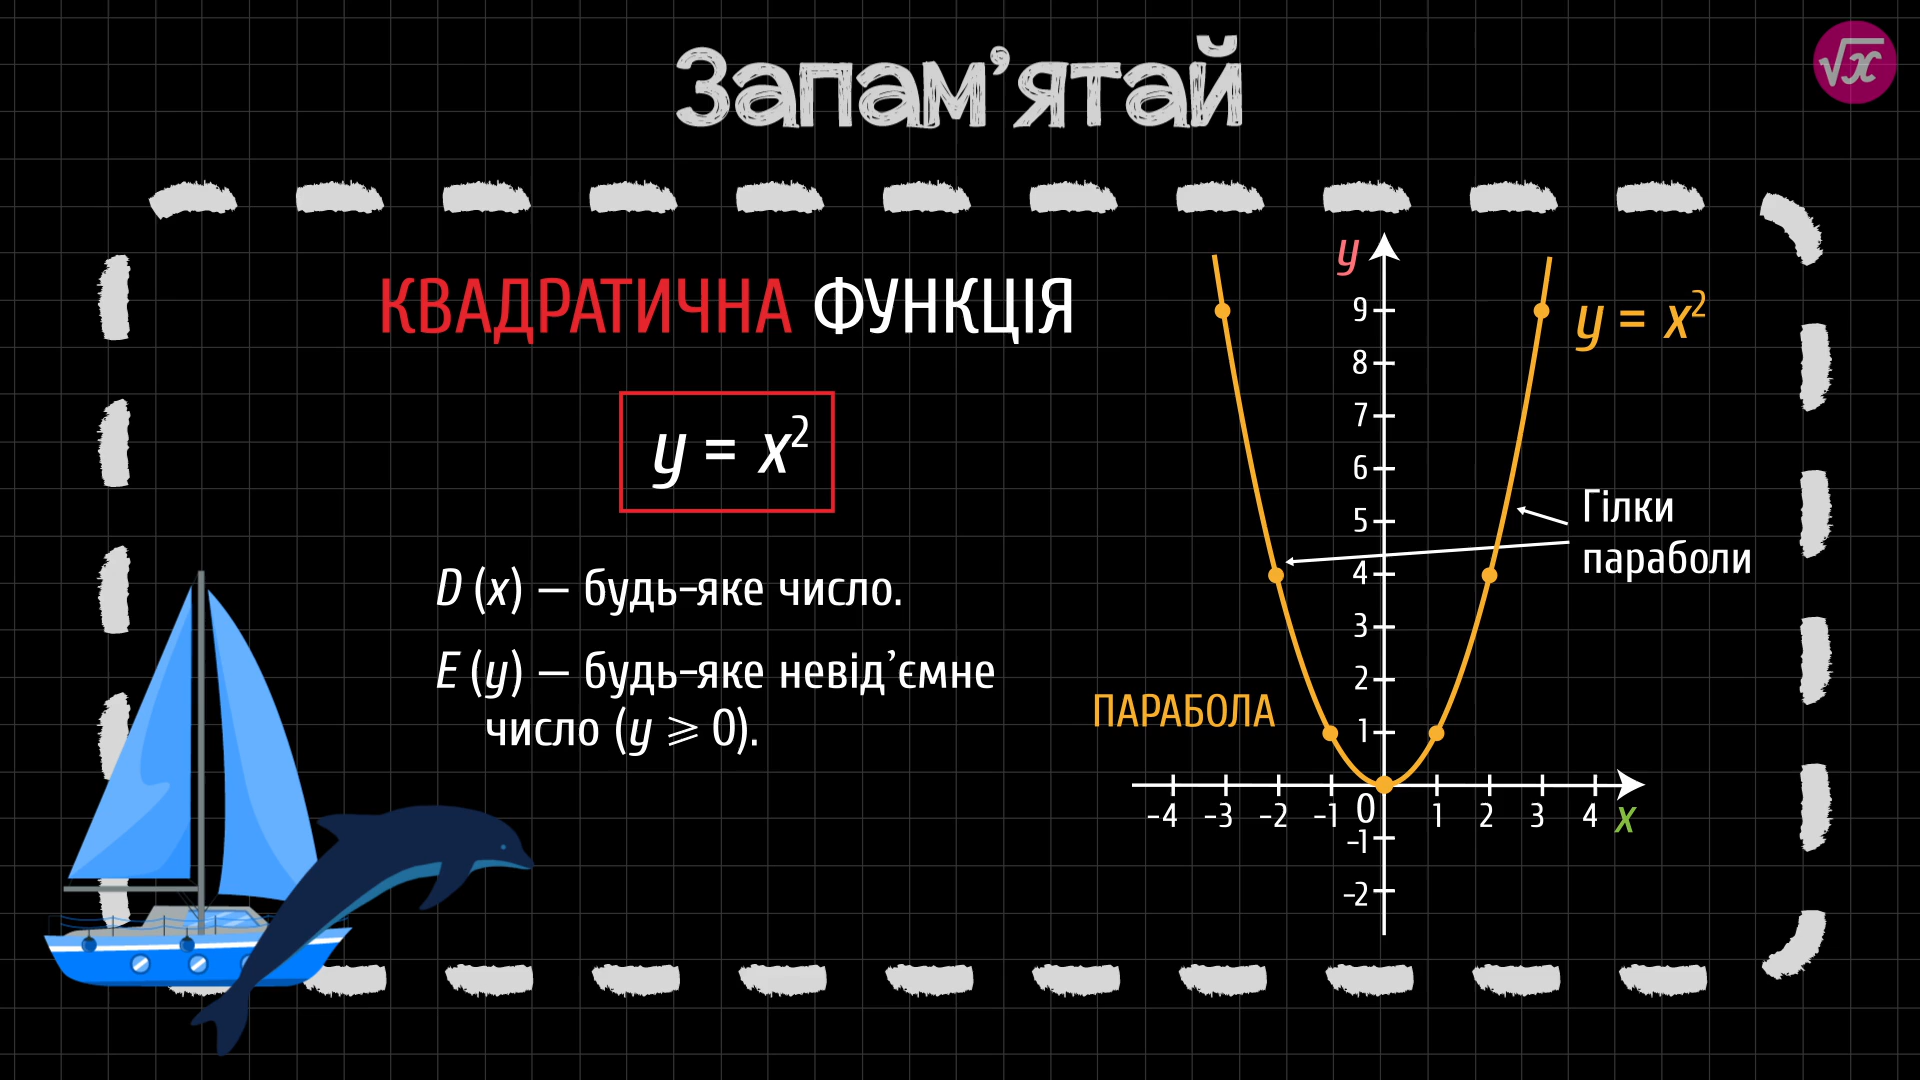 Запам’ятай
√x
КВАДРАТИЧНА ФУНКЦІЯ
y = x²
D (x) — будь-яке число.
E (y) — будь-яке невід’ємне
число (y ⩾ 0).
y
9
8
7
6
5
4
3
2
1
y = x²
Гілки
параболи
ПАРАБОЛА
-4 -3 -2 -1 0 1 2 3 4 x
-1
-2